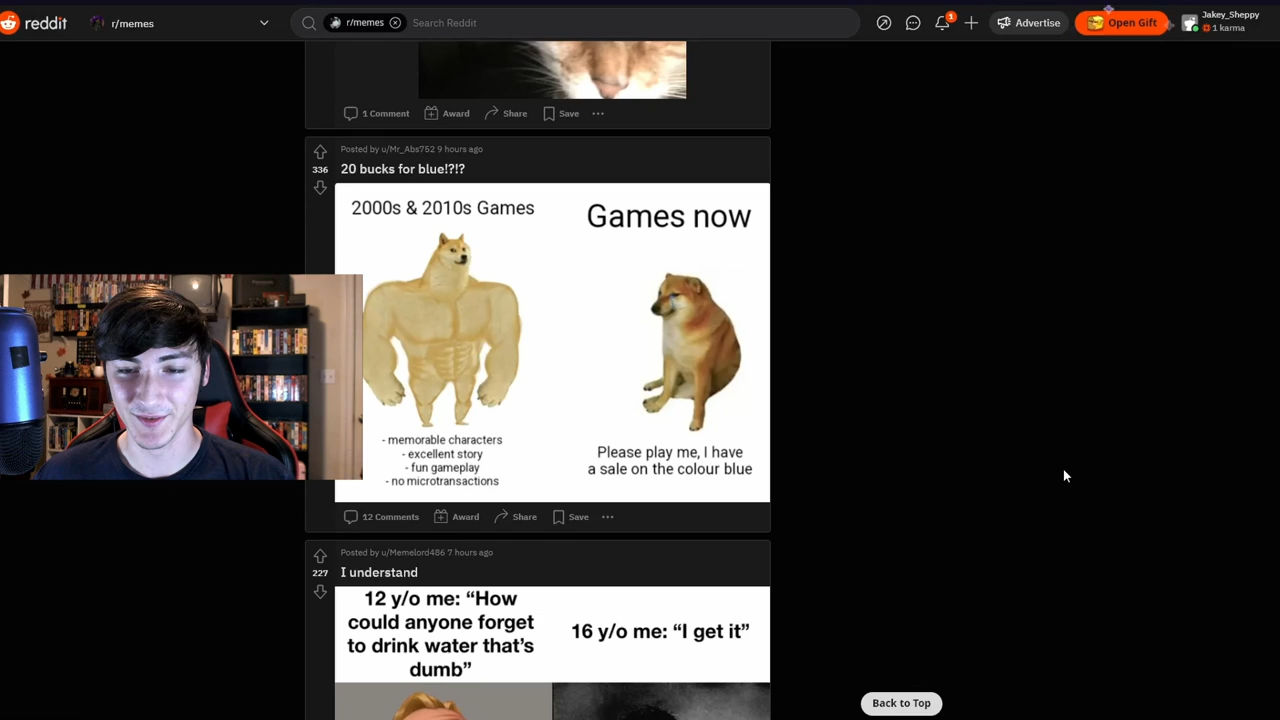 reddit
r/memes
r/memes
Search Reddit
1
Advertise
Open Gift
Jakey_Sheppy
1 karma
1 Comment
Award
Share
Save
Posted by u/Mr_Abs752 9 hours ago
336
20 bucks for blue!?!?
2000s & 2010s Games
Games now
- memorable characters
- excellent story
- fun gameplay
- no microtransactions
Please play me, I have
a sale on the colour blue
12 Comments
Award
Share
Save
Posted by u/Memelord486 7 hours ago
227
I understand
12 y/o me: “How
could anyone forget
to drink water that’s
dumb”
16 y/o me: “I get it”
Back to Top